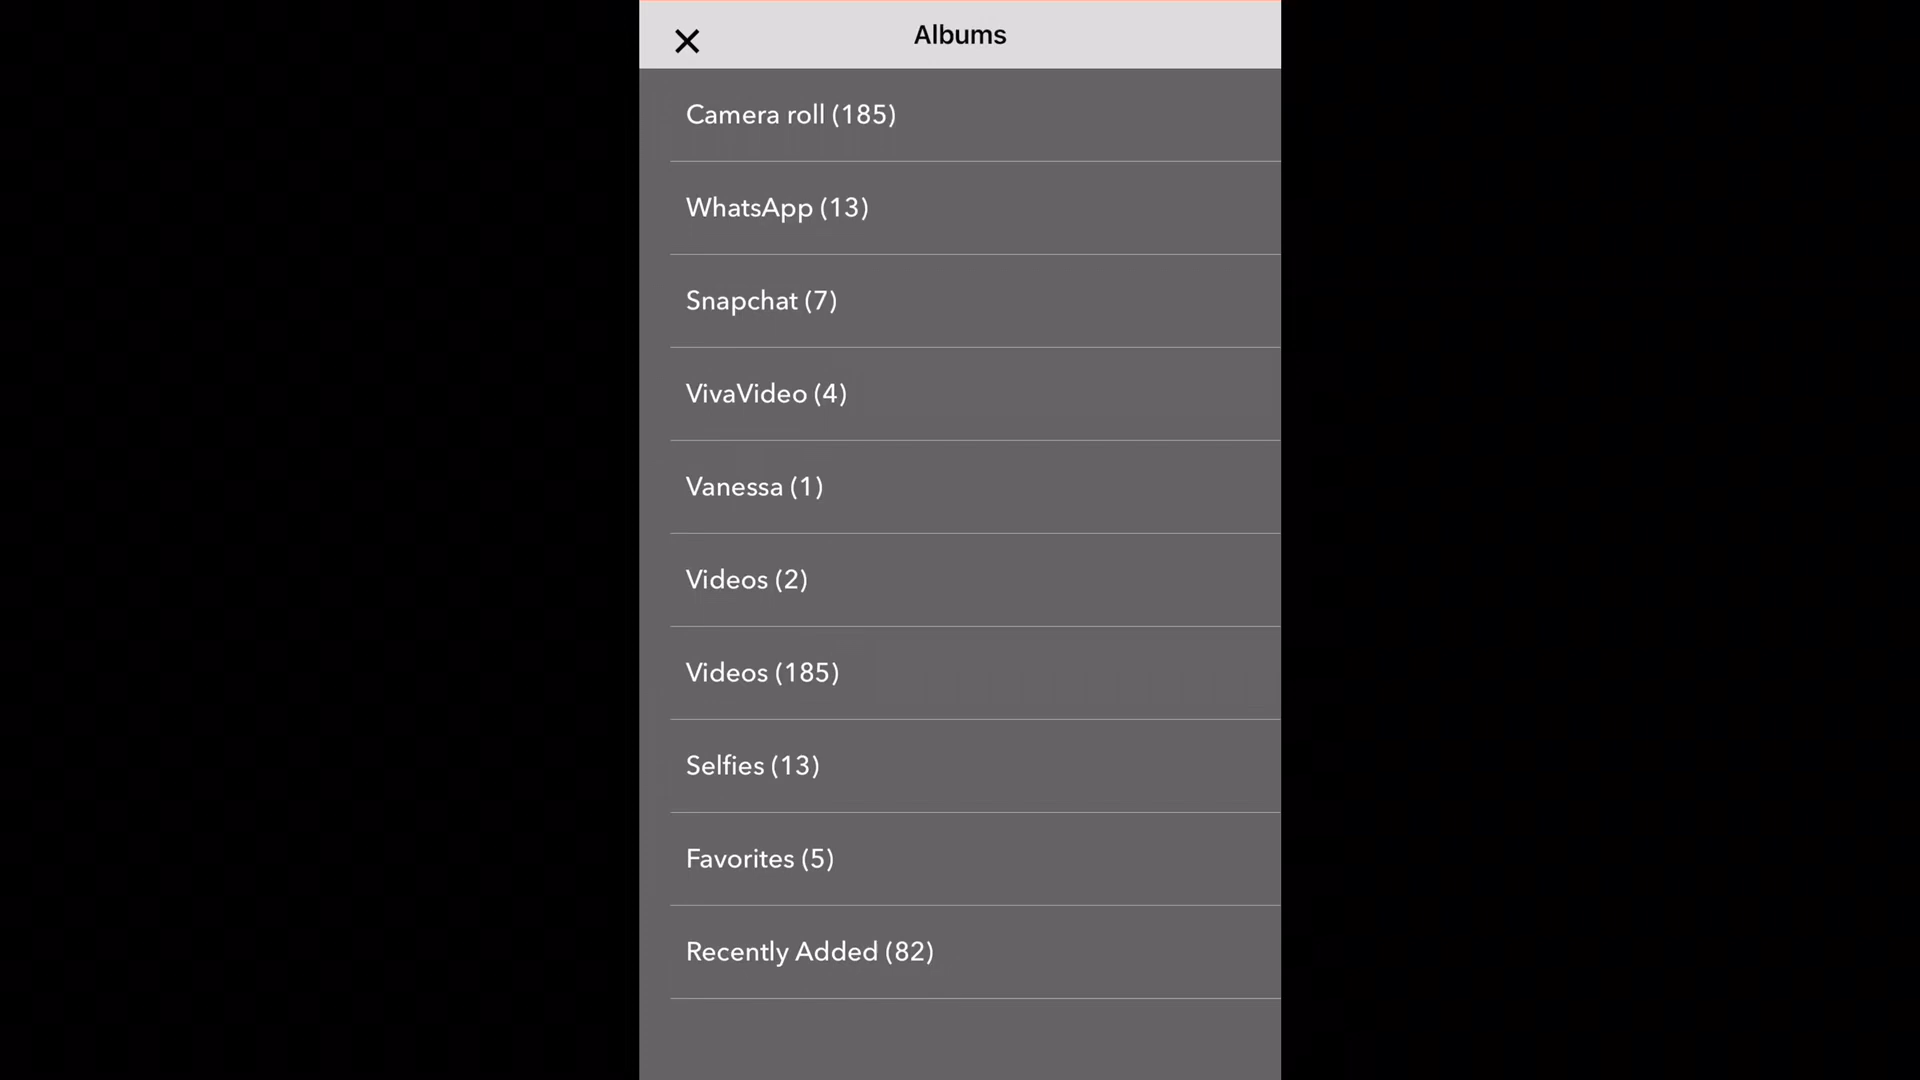 Albums
Camera roll (185)
WhatsApp (13)
Snapchat (7)
VivaVideo (4)
Vanessa (1)
Videos (2)
Videos (185)
Selfies (13)
Favorites (5)
Recently Added (82)